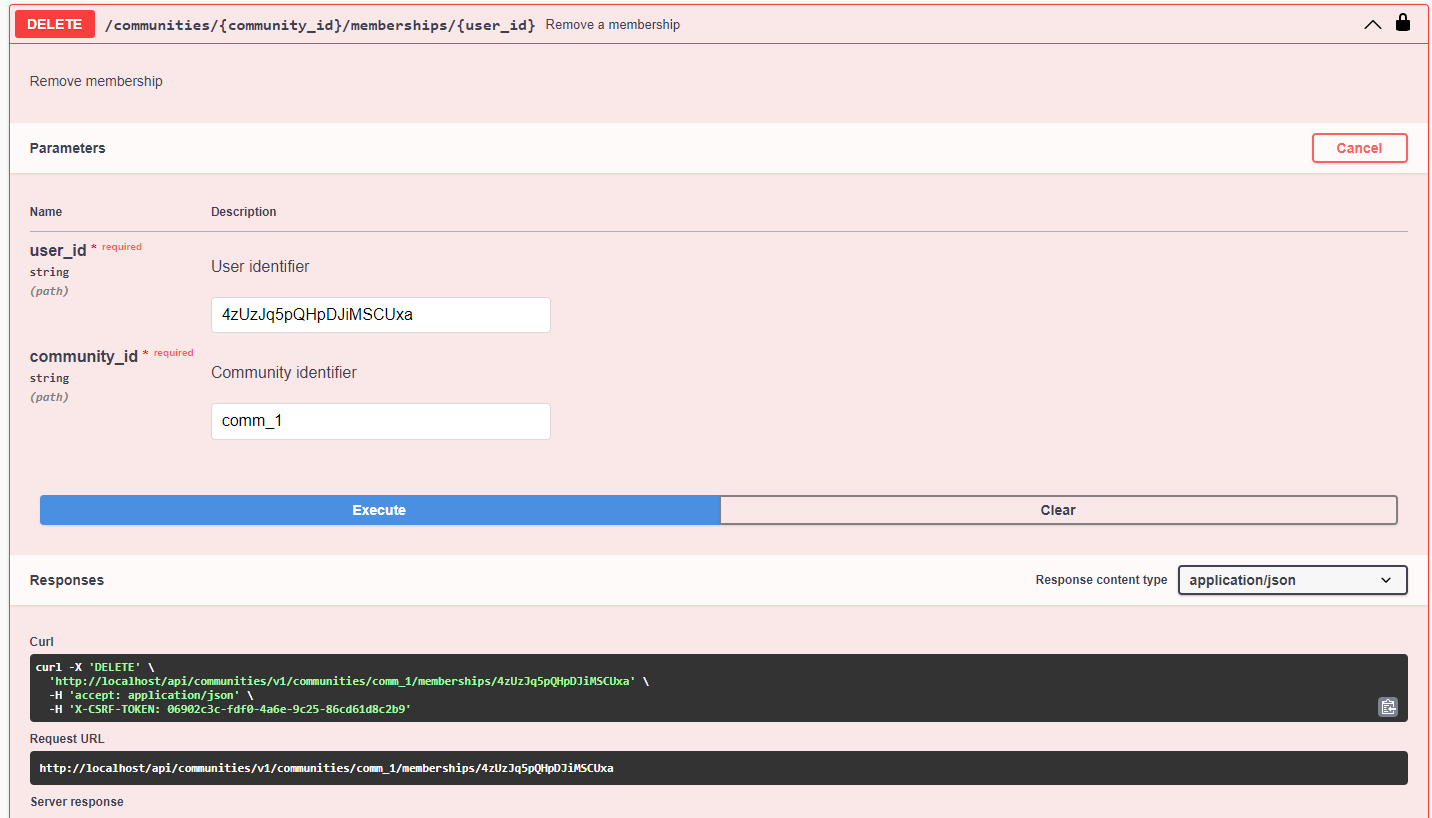 DELETE /communities/{community_id}/memberships/{user_id} Remove a membership
Remove membership
Parameters Cancel
Name Description
user_id * required
string
(path)
User identifier
4zUzJq5pQHpDJiMSCUxa
community_id * required
string
(path)
Community identifier
comm_1
Execute Clear
Responses Response content type application/json
Curl
curl -X 'DELETE' \
'http://localhost/api/communities/v1/communities/comm_1/memberships/4zUzJq5pQHpDJiMSCUxa' \
-H 'accept: application/json' \
-H 'X-CSRF-TOKEN: 06902c3c-fdf0-4a6e-9c25-86cd61d8c2b9'
Request URL
http://localhost/api/communities/v1/communities/comm_1/memberships/4zUzJq5pQHpDJiMSCUxa
Server response